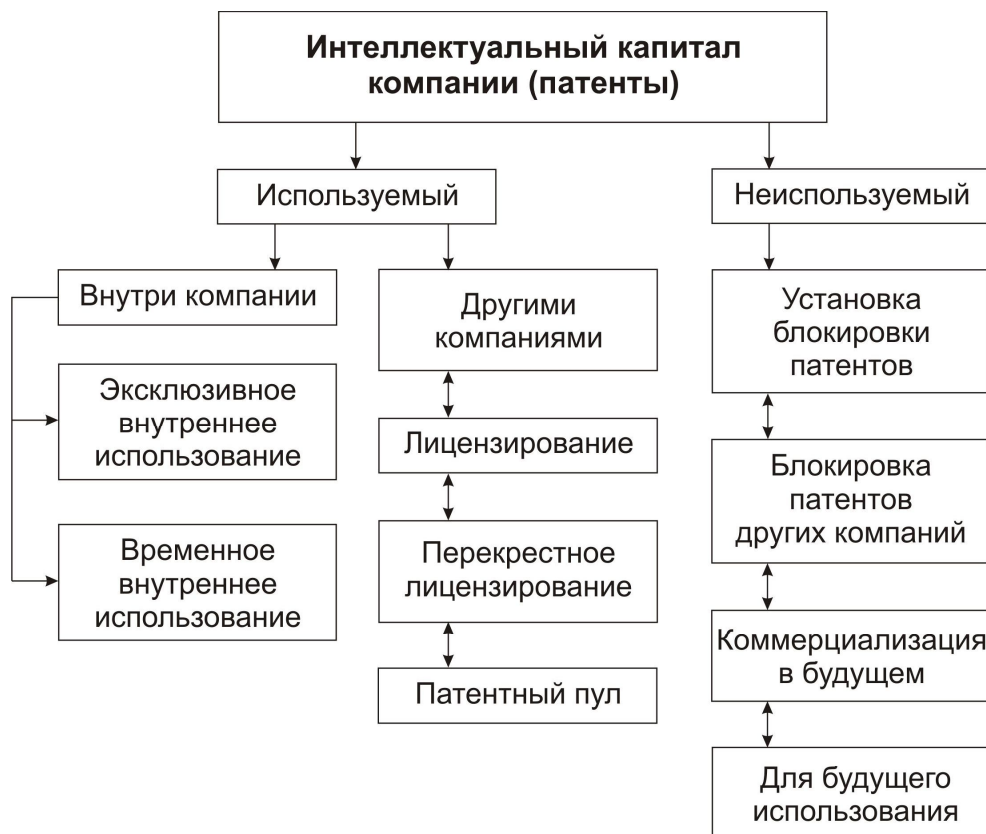 Интеллектуальный капитал
компании (патенты)
Используемый
Неиспользуемый
Внутри компании
Эксклюзивное
внутреннее
использование
Временное
внутреннее
использование
Другими
компаниями
Лицензирование
Перекрестное
лицензирование
Патентный пул
Установка
блокировки
патентов
Блокировка
патентов
других компаний
Коммерциализация
в будущем
Для будущего
использования